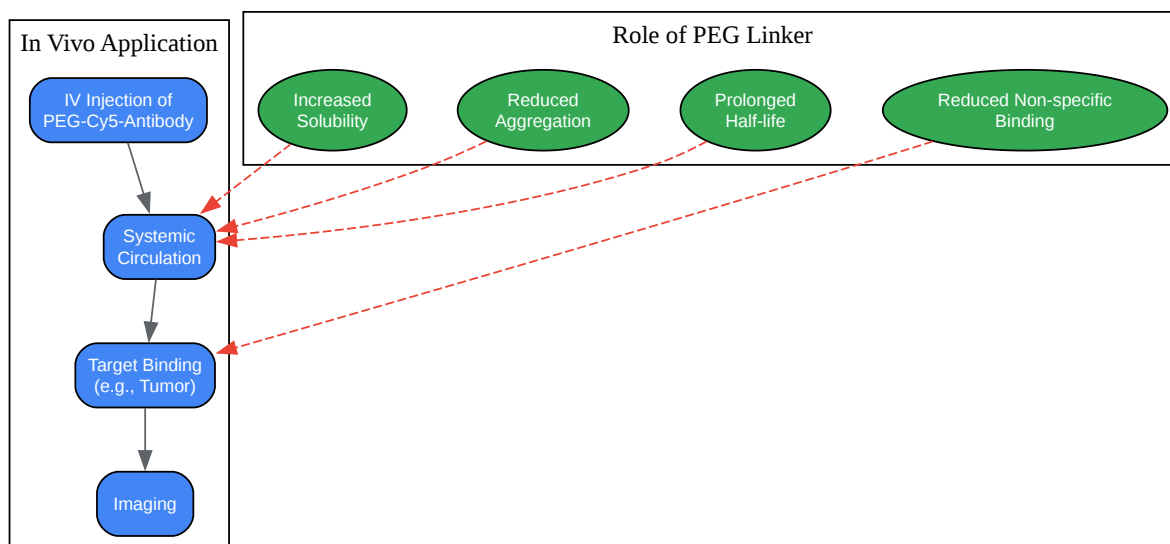 In Vivo Application
IV Injection of
PEG-Cy5-Antibody
Systemic
Circulation
Target Binding
(e.g., Tumor)
Imaging
Role of PEG Linker
Increased
Solubility
Reduced
Aggregation
Prolonged
Half-life
Reduced Non-specific
Binding